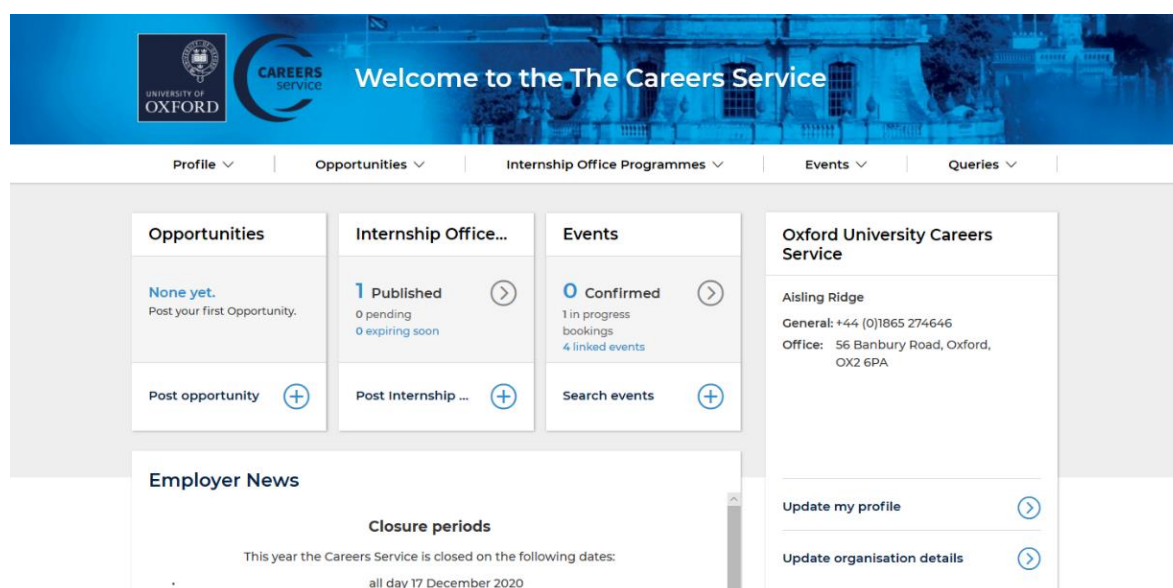 UNIVERSITY OF
OXFORD
CAREERS
service
Welcome to the The Careers Service
Profile
Opportunities
Internship Office Programmes
Events
Queries
Opportunities
None yet.
Post your first Opportunity.
Post opportunity
Internship Office...
1 Published
0 pending
0 expiring soon
Post Internship ...
Events
0 Confirmed
1 in progress
bookings
4 linked events
Search events
Oxford University Careers
Service
Aisling Ridge
General: +44 (0)1865 274646
Office: 56 Banbury Road, Oxford,
OX2 6PA
Update my profile
Update organisation details
Employer News
Closure periods
This year the Careers Service is closed on the following dates:
· all day 17 December 2020